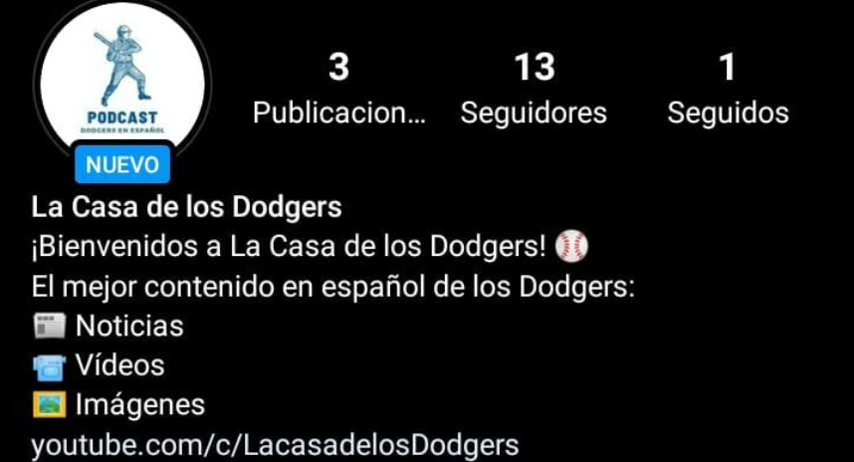 PODCAST
DODGERS EN ESPAÑOL
NUEVO
3 13 1
Publicacion... Seguidores Seguidos
La Casa de los Dodgers
¡Bienvenidos a La Casa de los Dodgers! ⚾
El mejor contenido en español de los Dodgers:
📰 Noticias
📹 Vídeos
🖼️ Imágenes
youtube.com/c/LacasadelosDodgers